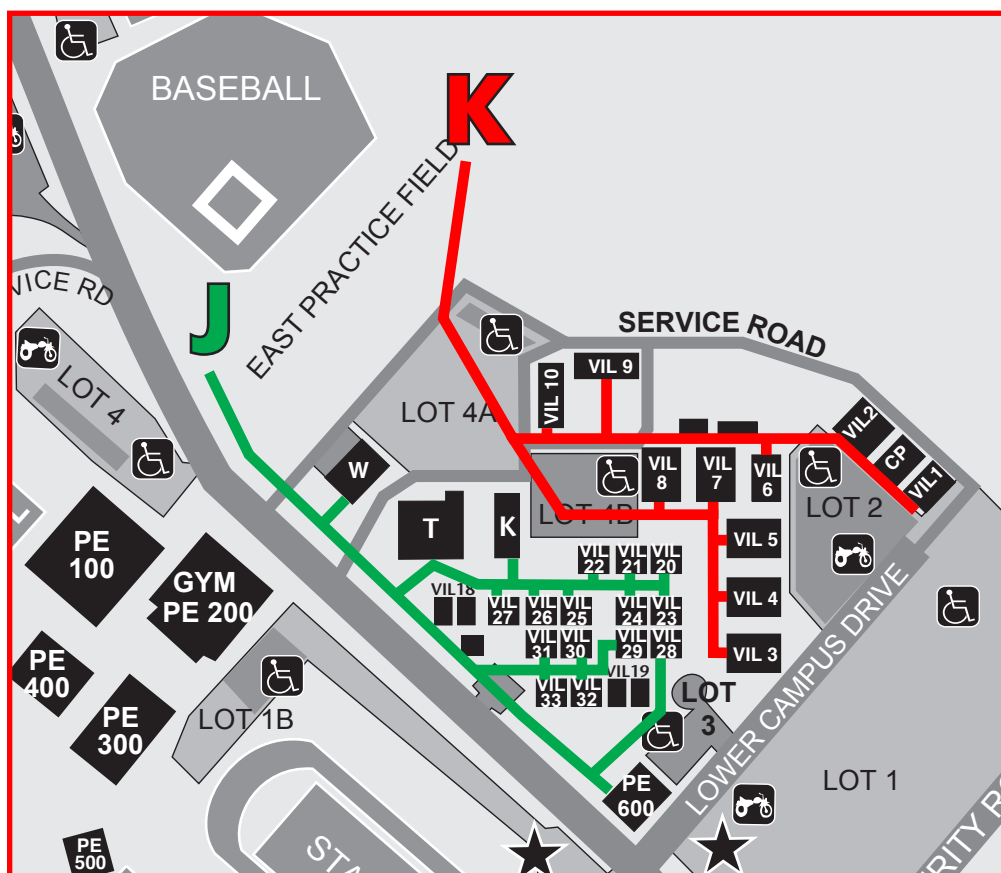 BASEBALL
K
EAST PRACTICE FIELD
J
VICE RD
SERVICE ROAD
LOT 4
LOT 4A
VIL 10
VIL 9
VIL2
CP
VIL1
W
VIL
8
VIL
7
VIL
6
LOT 2
LOT 4B
T
K
PE
100
VIL 5
GYM
PE 200
VIL
22
VIL
21
VIL
20
VIL18
VIL
27
VIL
26
VIL
25
VIL
24
VIL
23
VIL 4
VIL
31
VIL
30
VIL
29
VIL
28
VIL 3
PE
400
VIL
33
VIL
32
VIL19
LOT
3
LOWER CAMPUS DRIVE
PE
300
LOT 1B
LOT 1
PE
600
PE
500
STA
RITY R